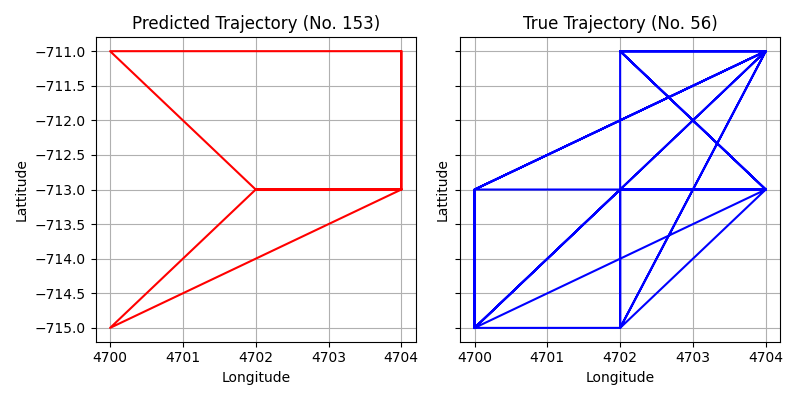 Predicted Trajectory (No. 153)
True Trajectory (No. 56)
−711.0
−711.5
−712.0
−712.5
−713.0
−713.5
−714.0
−714.5
−715.0
Lattitude
Lattitude
4700 4701 4702 4703 4704
4700 4701 4702 4703 4704
Longitude
Longitude